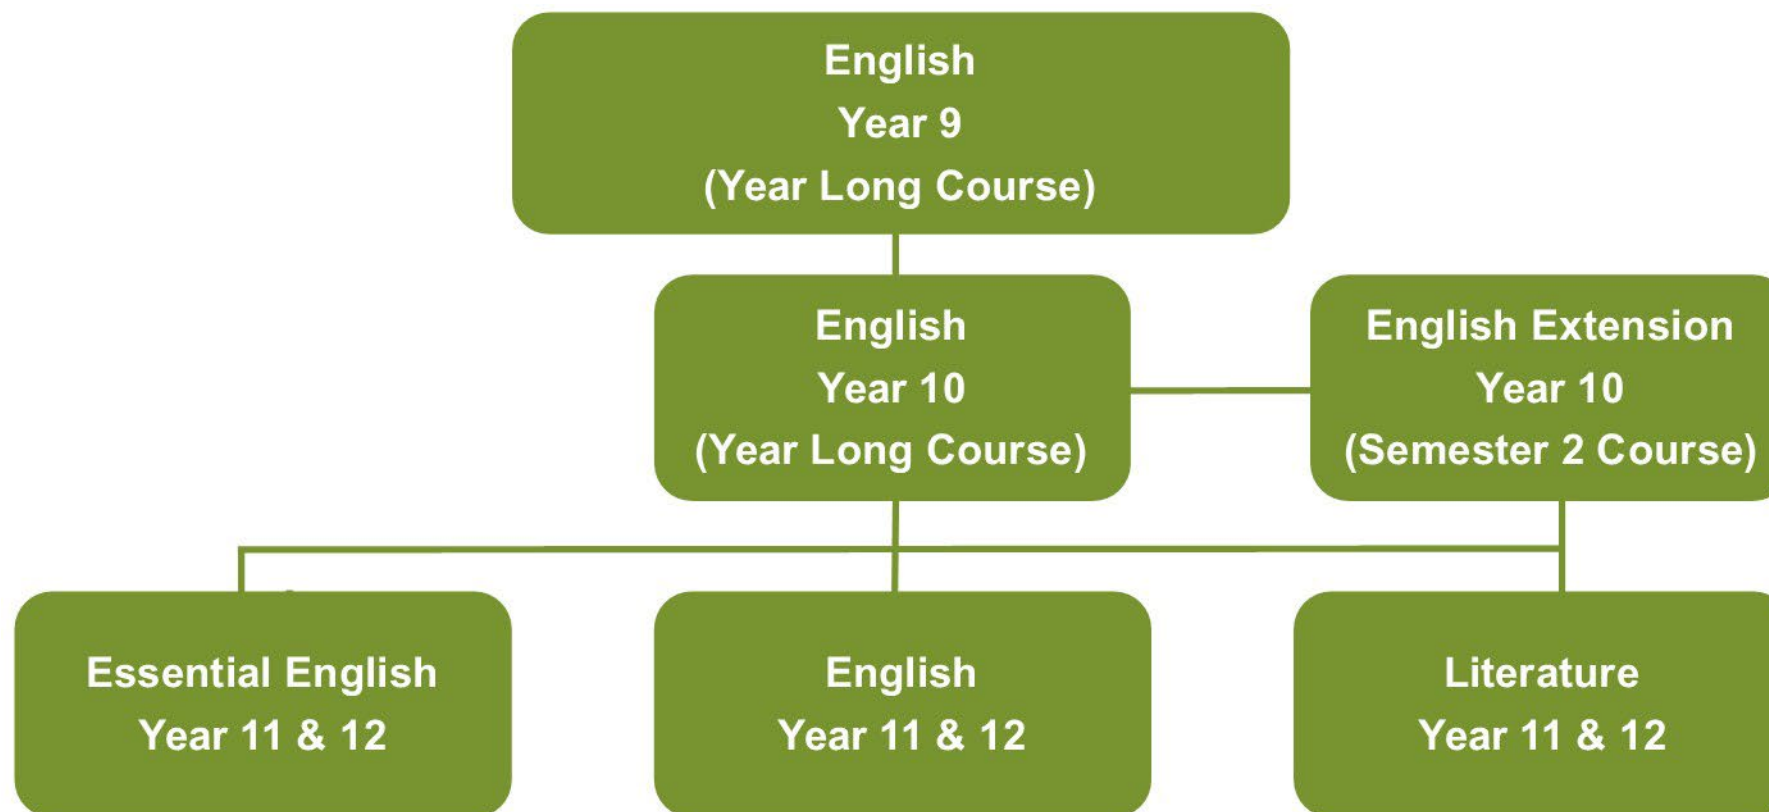 English
Year 9
(Year Long Course)
English
Year 10
(Year Long Course)
English Extension
Year 10
(Semester 2 Course)
Essential English
Year 11 & 12
English
Year 11 & 12
Literature
Year 11 & 12